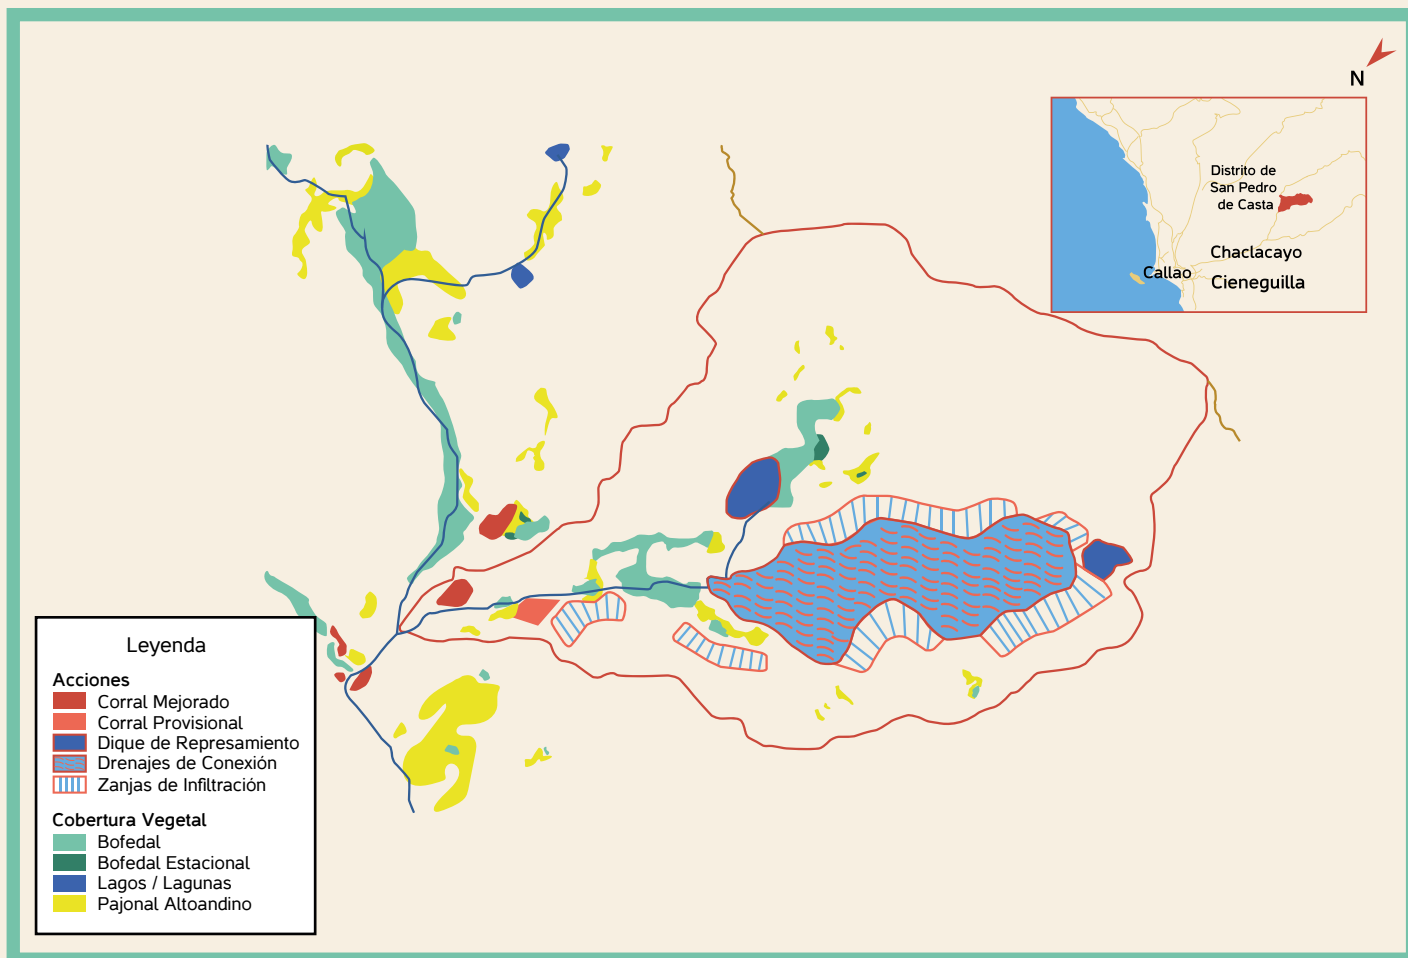 N
Distrito de
San Pedro
de Casta
Chaclacayo
Callao
Cieneguilla
Leyenda
Acciones
Corral Mejorado
Corral Provisional
Dique de Represamiento
Drenajes de Conexión
Zanjas de Infiltración
Cobertura Vegetal
Bofedal
Bofedal Estacional
Lagos / Lagunas
Pajonal Altoandino